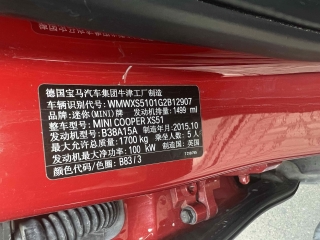 德国宝马汽车集团牛津工厂制造
车辆识别代号: WMWXS5101G2B12907
品牌: 迷你(MINI) 发动机排量: 1499 ml
整车型号: MINI COOPER XS51
发动机型号: B38A15A 制造年月: 2015.10
最大允许总质量: 1700 kg 乘坐人数: 5 人
发动机最大净功率: 100 kW 制造国: 英国
颜色代码/色圈: B83 / 3